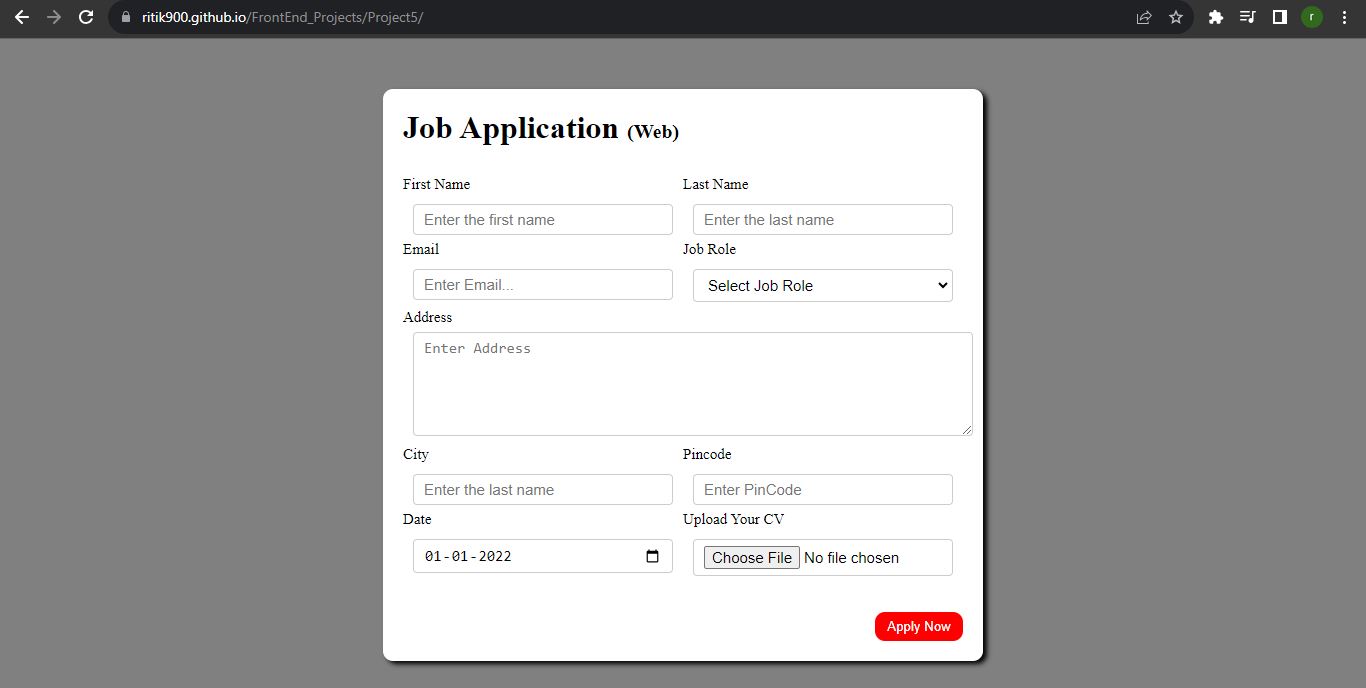 ritik900.github.io/FrontEnd_Projects/Project5/
r
Job Application (Web)
First Name Last Name
Enter the first name Enter the last name
Email Job Role
Enter Email... Select Job Role
Address
Enter Address
City Pincode
Enter the last name Enter PinCode
Date Upload Your CV
01-01-2022 Choose File No file chosen
Apply Now